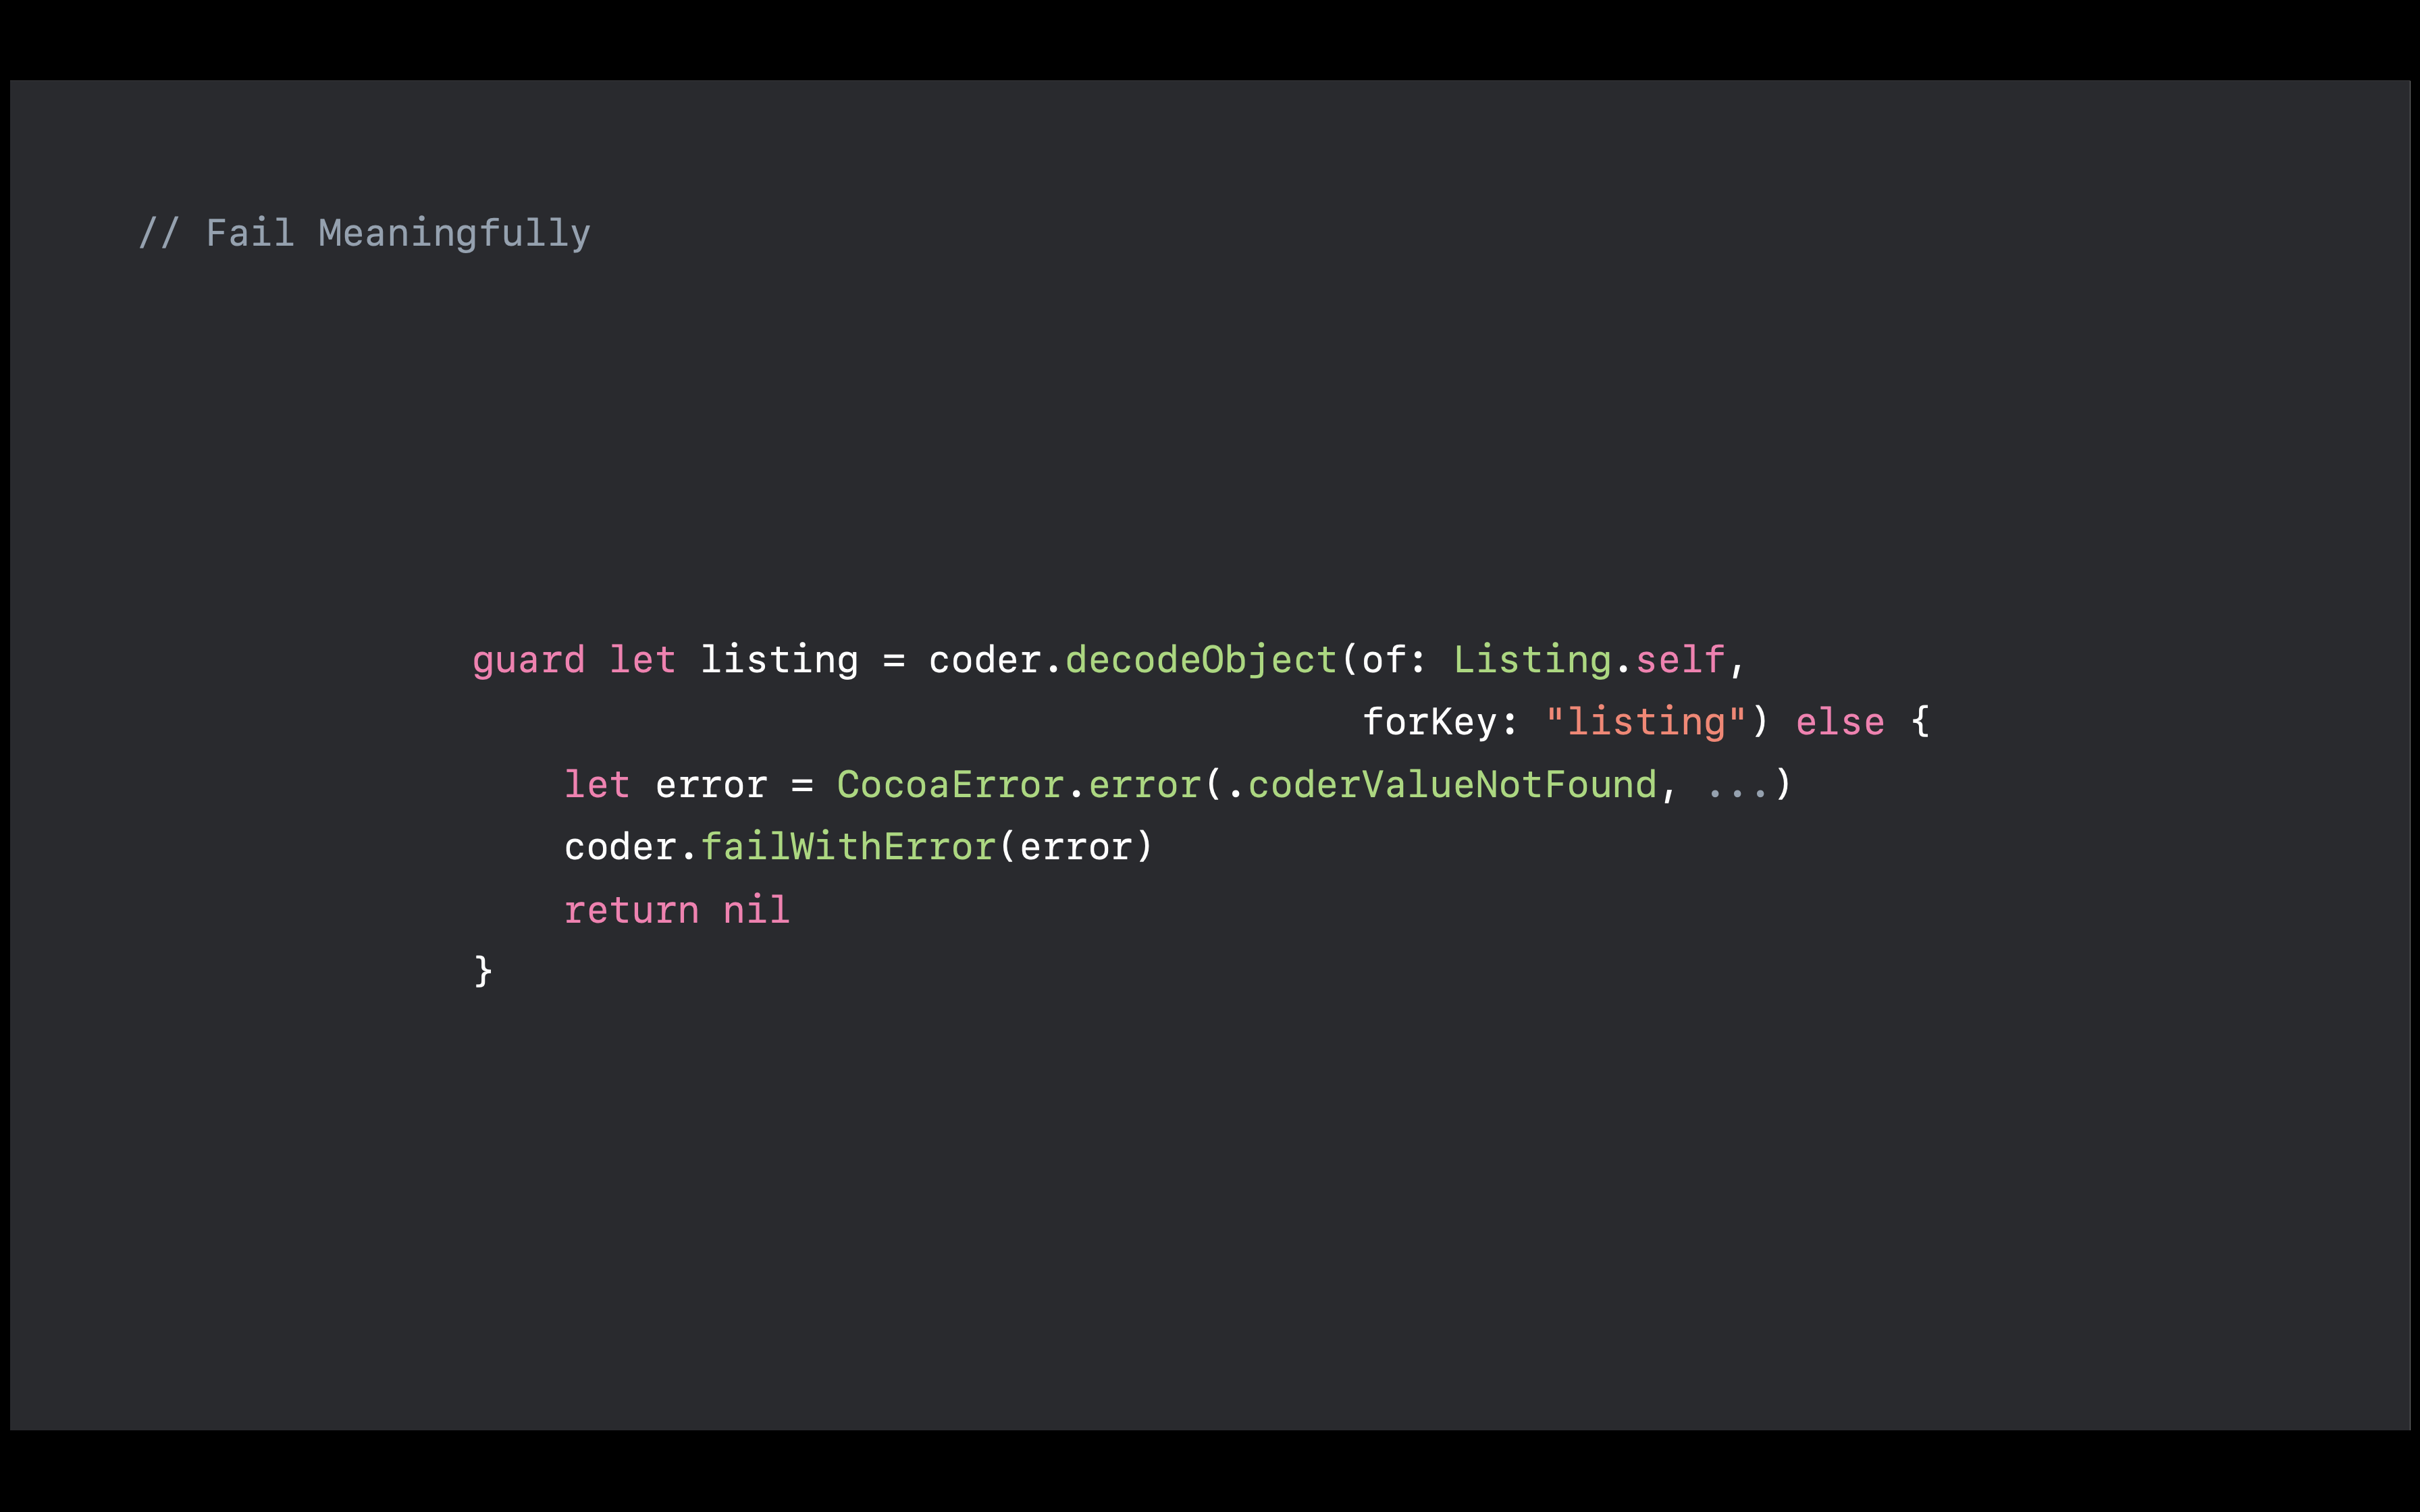 // Fail Meaningfully
guard let listing = coder.decodeObject(of: Listing.self,
                                       forKey: "listing") else {
    let error = CocoaError.error(.coderValueNotFound, ...)
    coder.failWithError(error)
    return nil
}